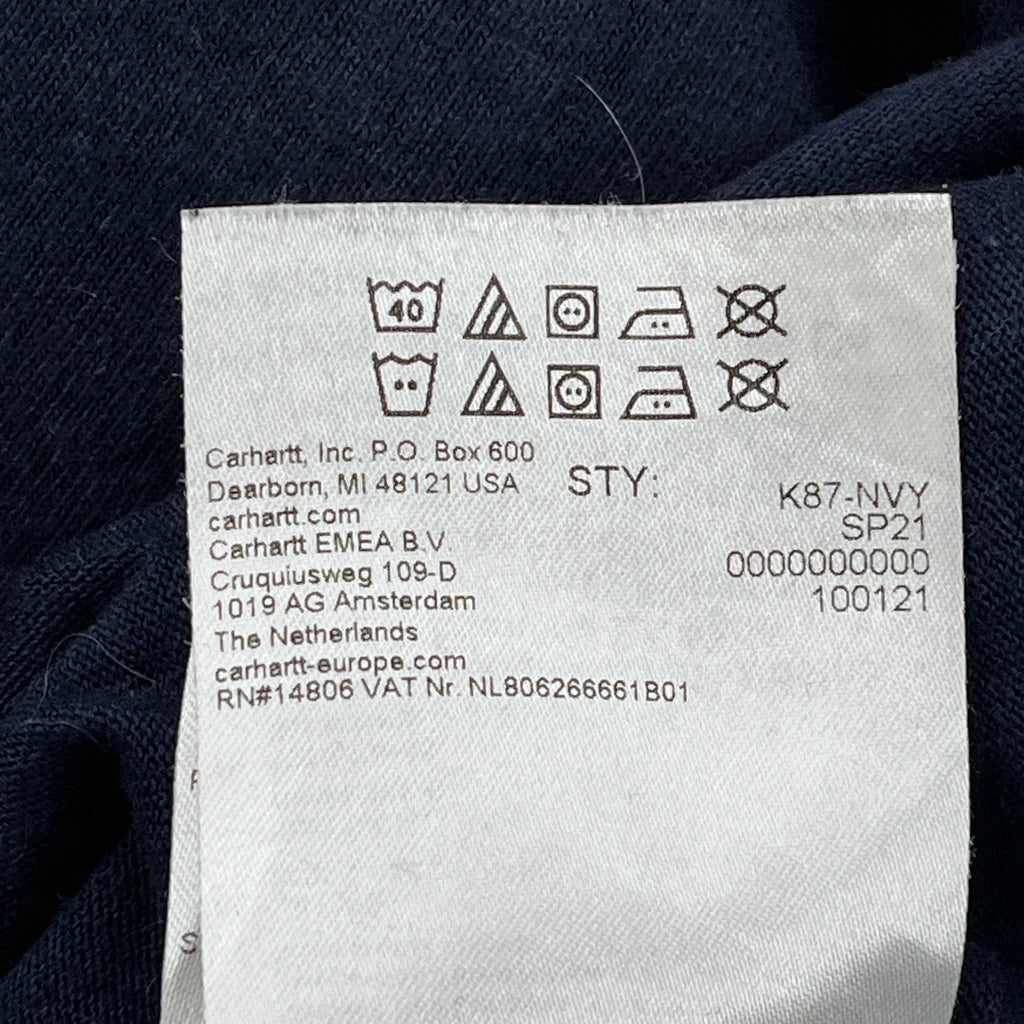 40
Carhartt, Inc. P.O. Box 600
Dearborn, MI 48121 USA
carhartt.com
Carhartt EMEA B.V.
Cruquiusweg 109-D
1019 AG Amsterdam
The Netherlands
carhartt-europe.com
RN#14806 VAT Nr. NL806266661B01
STY:
K87-NVY
SP21
0000000000
100121
S